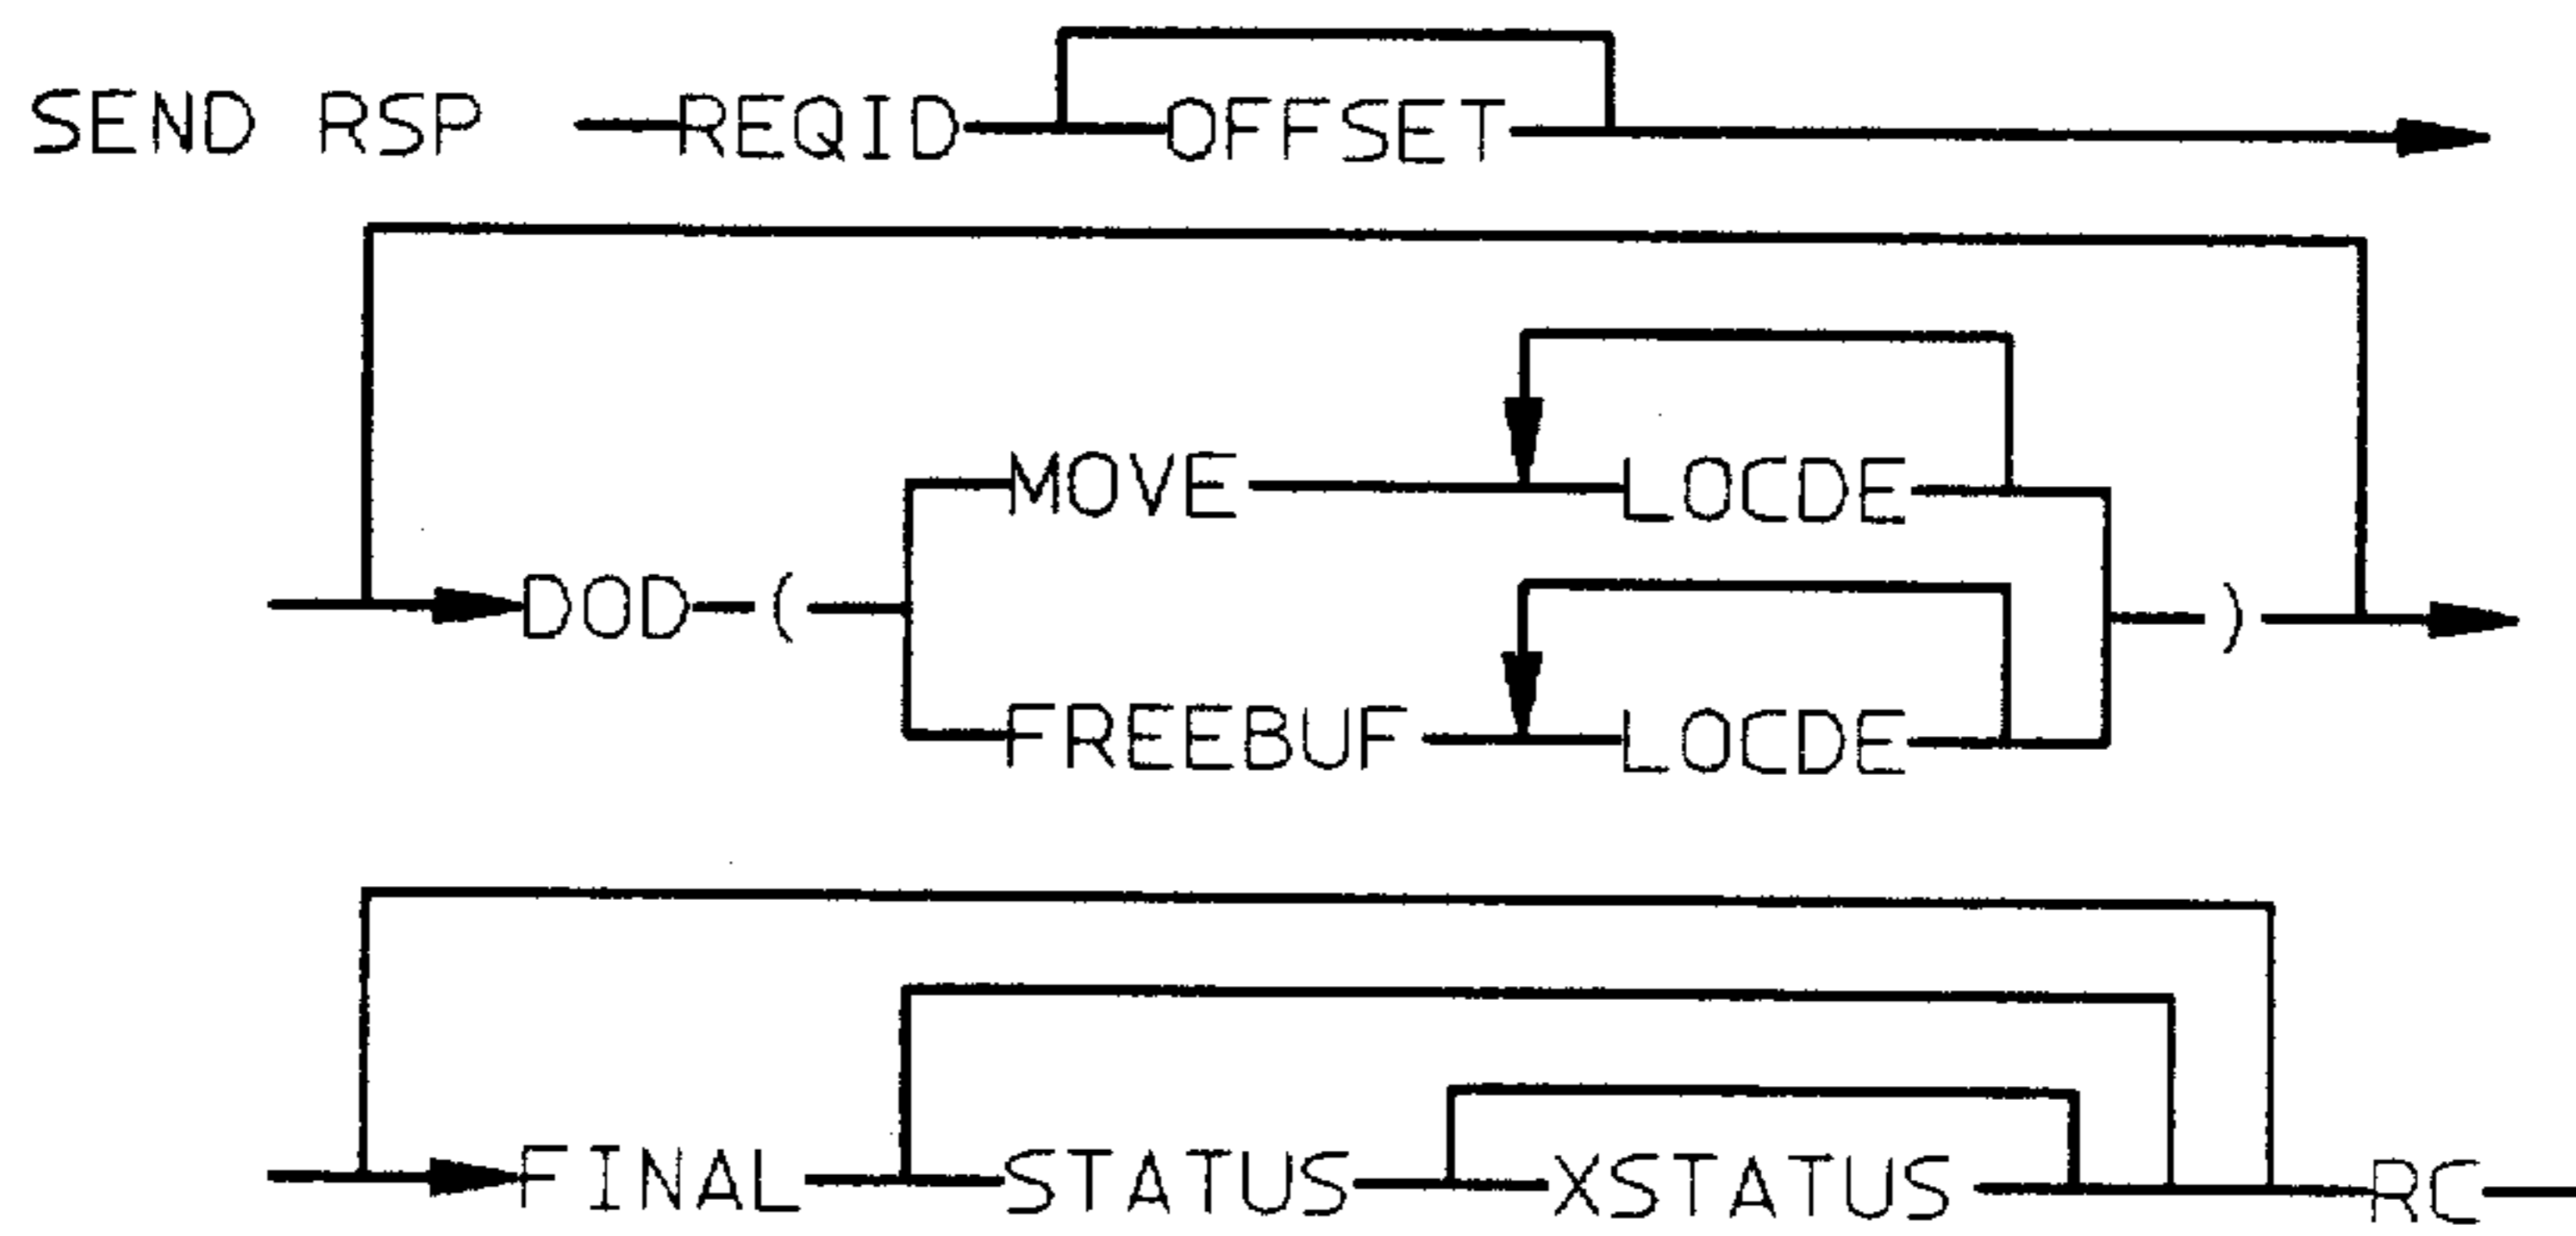 SEND RSP REQID OFFSET
MOVE LOCDE
DOD ( )
FREEBUF LOCDE
FINAL STATUS XSTATUS RC